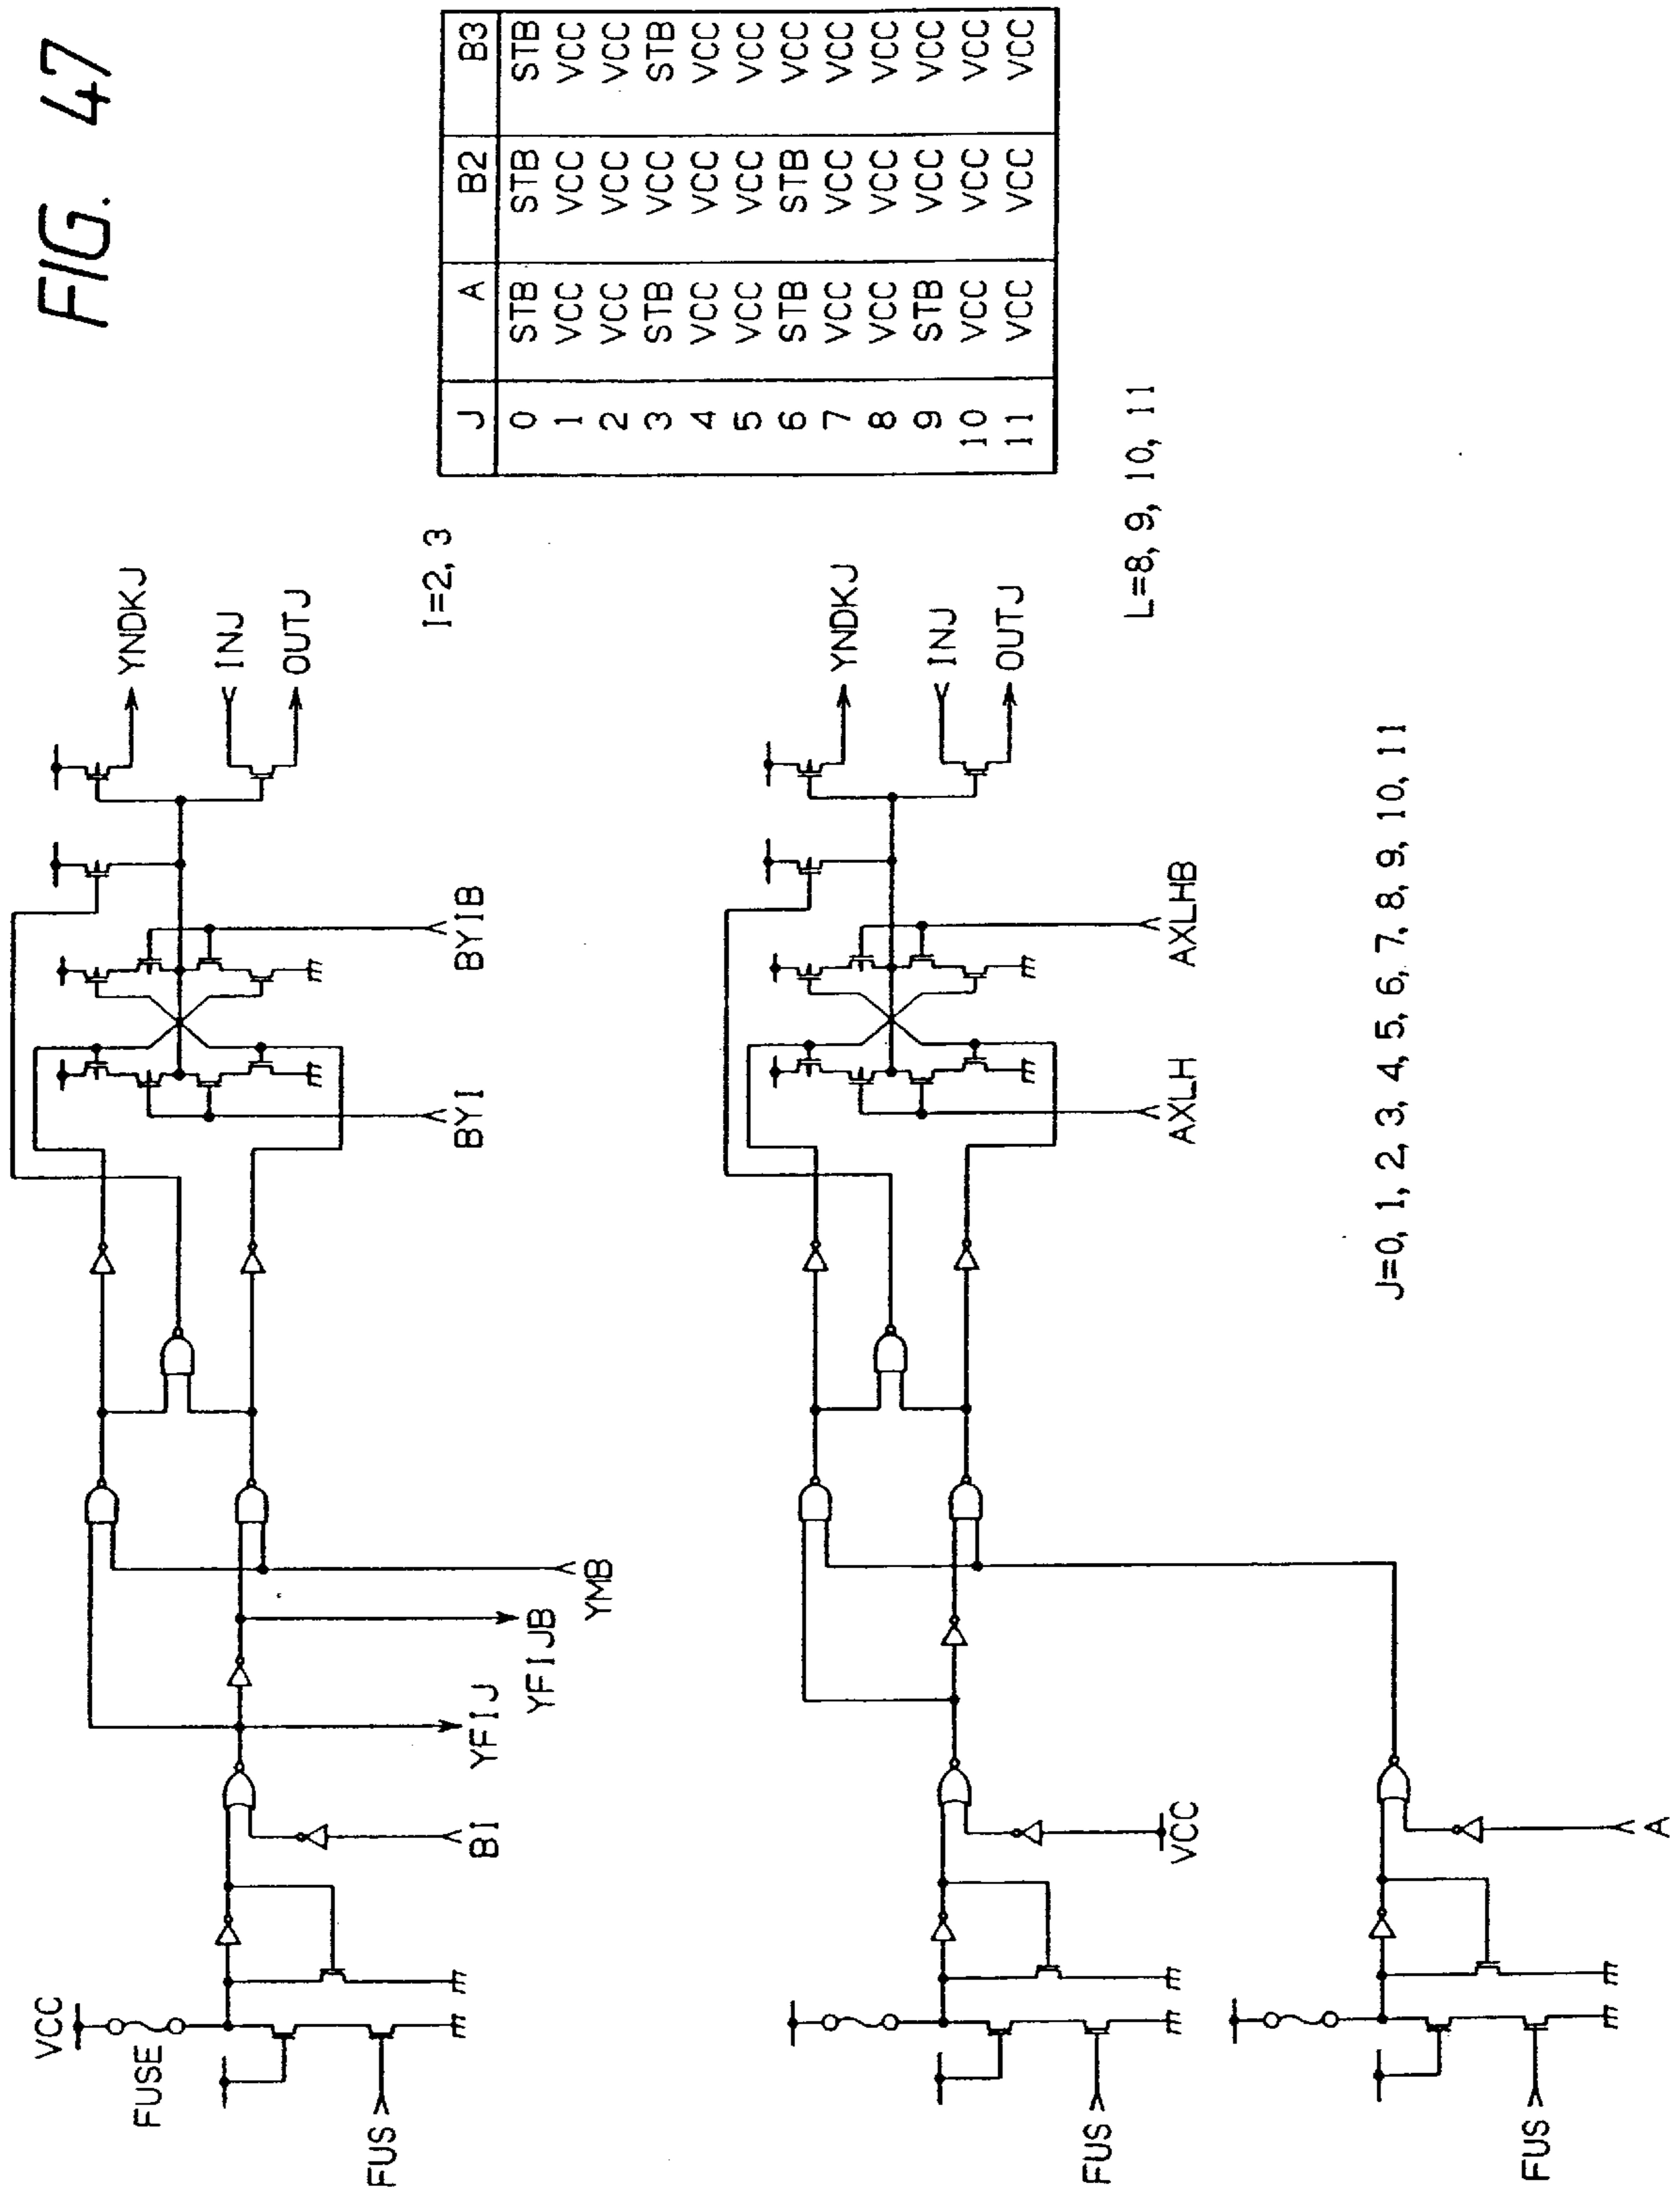 FIG. 47
VCC
FUSE
FUS
BI
YFIJ
YFIJB
YMB
BYI
BYIB
YNDKJ
INJ
OUTJ
I=2, 3
J A B2 B3
0 STB STB STB
1 VCC VCC VCC
2 VCC VCC VCC
3 STB VCC STB
4 VCC VCC VCC
5 VCC VCC VCC
6 STB STB VCC
7 VCC VCC VCC
8 VCC VCC VCC
9 STB VCC VCC
10 VCC VCC VCC
11 VCC VCC VCC
FUS
VCC
AXLH
AXLHB
YNDKJ
INJ
OUTJ
L=8, 9, 10, 11
FUS
A
J=0, 1, 2, 3, 4, 5, 6, 7, 8, 9, 10, 11